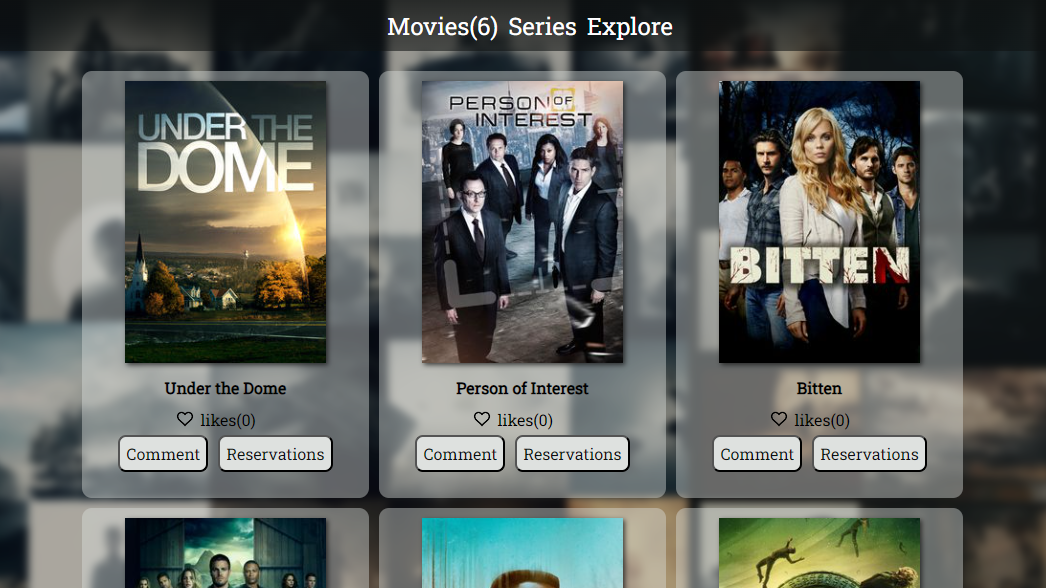 Movies(6) Series Explore
UNDER THE
DOME
PERSON OF
INTEREST
BITTEN
Under the Dome
Person of Interest
Bitten
likes(0)
likes(0)
likes(0)
Comment
Reservations
Comment
Reservations
Comment
Reservations